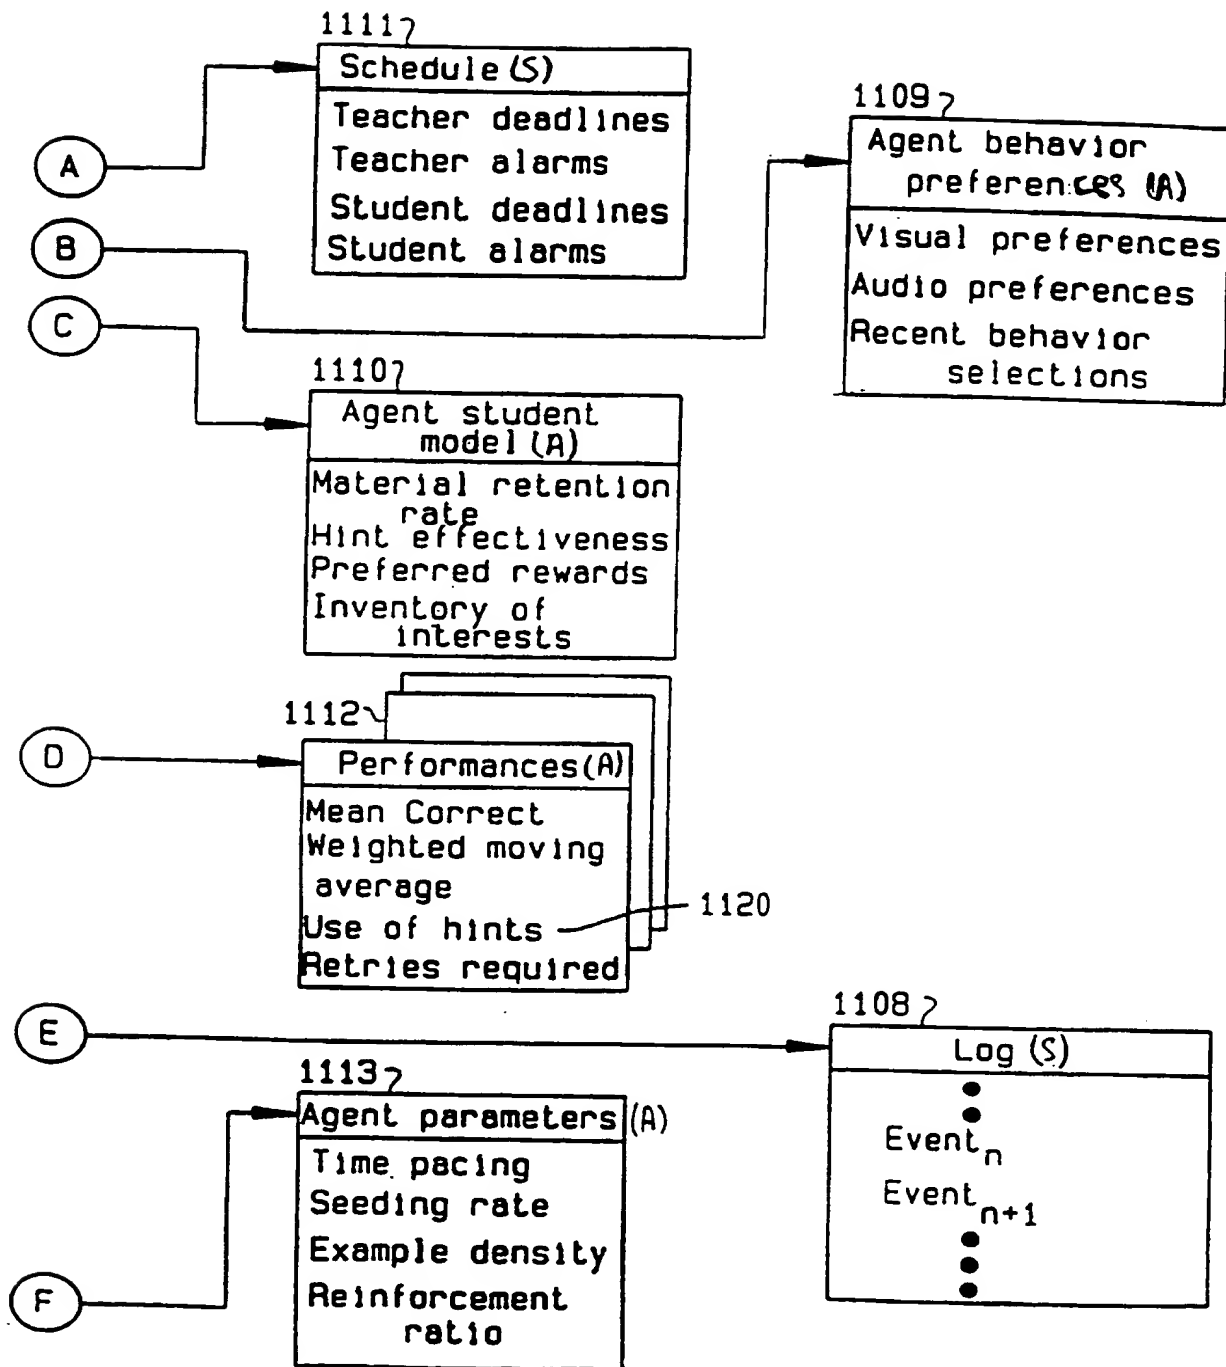 1111
Schedule (S)
Teacher deadlines
Teacher alarms
Student deadlines
Student alarms
A
B
C
1109
Agent behavior
preferences (A)
Visual preferences
Audio preferences
Recent behavior
selections
1110
Agent student
model (A)
Material retention
rate
Hint effectiveness
Preferred rewards
Inventory of
interests
D
1112
Performances (A)
Mean Correct
Weighted moving
average
Use of hints
1120
Retries required
E
1108
Log (S)
Event n
Event n+1
1113
Agent parameters (A)
Time pacing
Seeding rate
Example density
Reinforcement
ratio
F